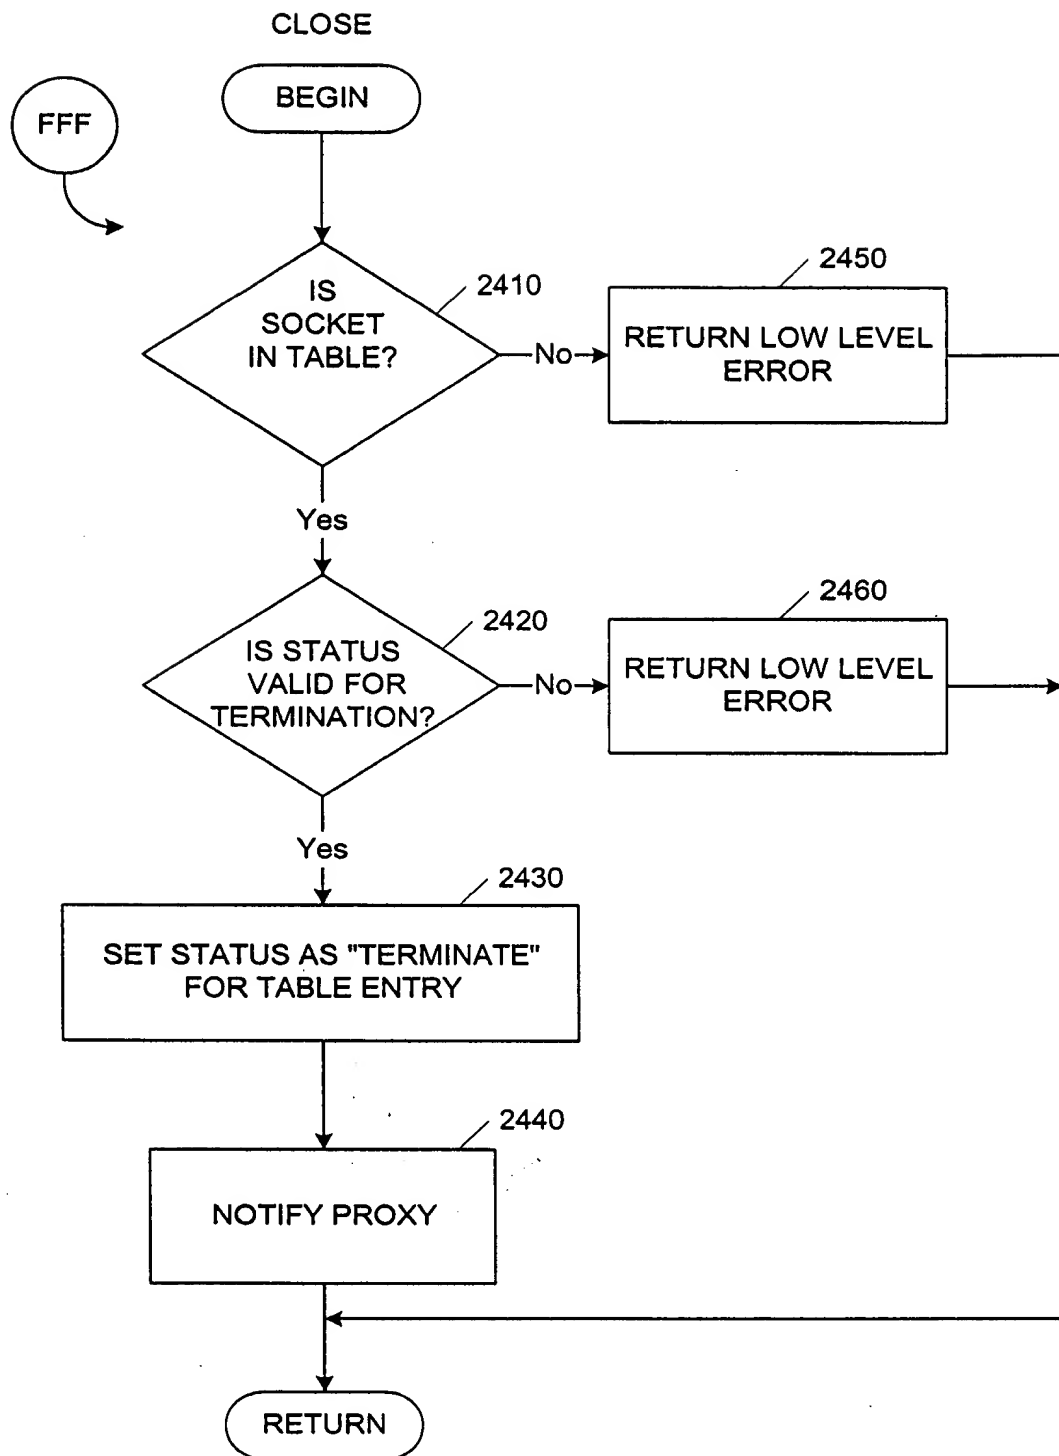 CLOSE
BEGIN
FFF
IS
SOCKET
IN TABLE?
2410
No
2450
RETURN LOW LEVEL
ERROR
Yes
IS STATUS
VALID FOR
TERMINATION?
2420
No
2460
RETURN LOW LEVEL
ERROR
Yes
2430
SET STATUS AS "TERMINATE"
FOR TABLE ENTRY
2440
NOTIFY PROXY
RETURN